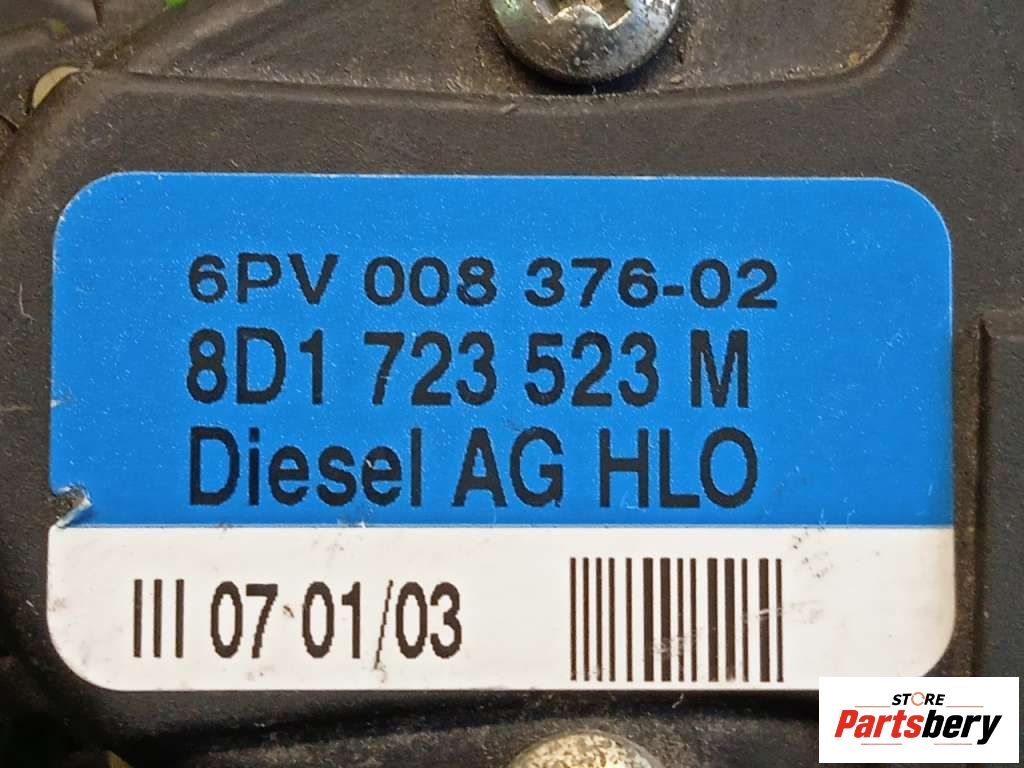 6PV 008 376-02
8D1 723 523 M
Diesel AG HLO
III 07 01/03
STORE
Partsbery